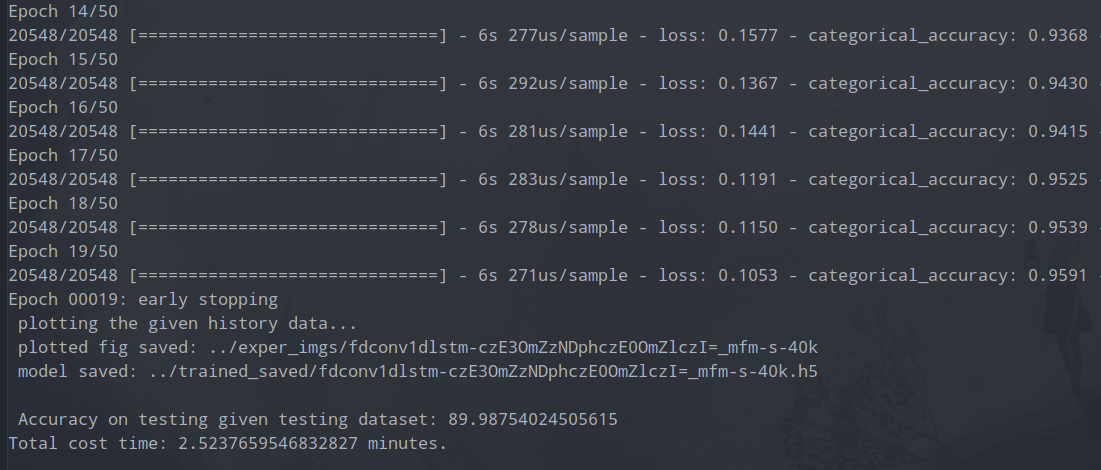 Epoch 14/50
20548/20548 [==============================] - 6s 277us/sample - loss: 0.1577 - categorical_accuracy: 0.9368 -
Epoch 15/50
20548/20548 [==============================] - 6s 292us/sample - loss: 0.1367 - categorical_accuracy: 0.9430 -
Epoch 16/50
20548/20548 [==============================] - 6s 281us/sample - loss: 0.1441 - categorical_accuracy: 0.9415 -
Epoch 17/50
20548/20548 [==============================] - 6s 283us/sample - loss: 0.1191 - categorical_accuracy: 0.9525 -
Epoch 18/50
20548/20548 [==============================] - 6s 278us/sample - loss: 0.1150 - categorical_accuracy: 0.9539 -
Epoch 19/50
20548/20548 [==============================] - 6s 271us/sample - loss: 0.1053 - categorical_accuracy: 0.9591 -
Epoch 00019: early stopping
plotting the given history data...
plotted fig saved: ../exper_imgs/fdconv1dlstm-czE3OmZzNDphczE0OmZlczI=_mfm-s-40k
model saved: ../trained_saved/fdconv1dlstm-czE3OmZzNDphczE0OmZlczI=_mfm-s-40k.h5
Accuracy on testing given testing dataset: 89.98754024505615
Total cost time: 2.5237659546832827 minutes.